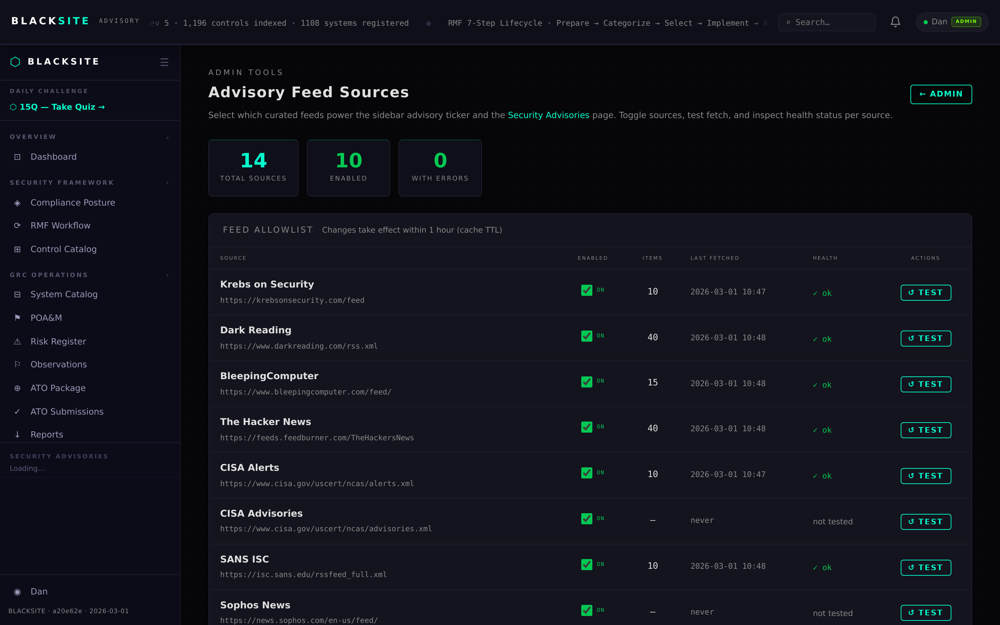 BLACKSITE ADVISORY
5 · 1,196 controls indexed · 1108 systems registered ◆ RMF 7-Step Lifecycle · Prepare → Categorize → Select → Implement →
Search…
Dan ADMIN
BLACKSITE
DAILY CHALLENGE
15Q — Take Quiz →
OVERVIEW
Dashboard
SECURITY FRAMEWORK
Compliance Posture
RMF Workflow
Control Catalog
GRC OPERATIONS
System Catalog
POA&M
Risk Register
Observations
ATO Package
ATO Submissions
Reports
SECURITY ADVISORIES
Loading…
Dan
BLACKSITE · a20e62e · 2026-03-01
ADMIN TOOLS
Advisory Feed Sources
← ADMIN
Select which curated feeds power the sidebar advisory ticker and the Security Advisories page. Toggle sources, test fetch, and inspect health status per source.
14
TOTAL SOURCES
10
ENABLED
0
WITH ERRORS
FEED ALLOWLIST Changes take effect within 1 hour (cache TTL)
SOURCE ENABLED ITEMS LAST FETCHED HEALTH ACTIONS
Krebs on Security
https://krebsonsecurity.com/feed
ON 10 2026-03-01 10:47 ✓ ok ↺ TEST
Dark Reading
https://www.darkreading.com/rss.xml
ON 40 2026-03-01 10:48 ✓ ok ↺ TEST
BleepingComputer
https://www.bleepingcomputer.com/feed/
ON 15 2026-03-01 10:48 ✓ ok ↺ TEST
The Hacker News
https://feeds.feedburner.com/TheHackersNews
ON 40 2026-03-01 10:48 ✓ ok ↺ TEST
CISA Alerts
https://www.cisa.gov/uscert/ncas/alerts.xml
ON 10 2026-03-01 10:47 ✓ ok ↺ TEST
CISA Advisories
https://www.cisa.gov/uscert/ncas/advisories.xml
ON — never not tested ↺ TEST
SANS ISC
https://isc.sans.edu/rssfeed_full.xml
ON 10 2026-03-01 10:48 ✓ ok ↺ TEST
Sophos News
https://news.sophos.com/en-us/feed/
ON — never not tested ↺ TEST